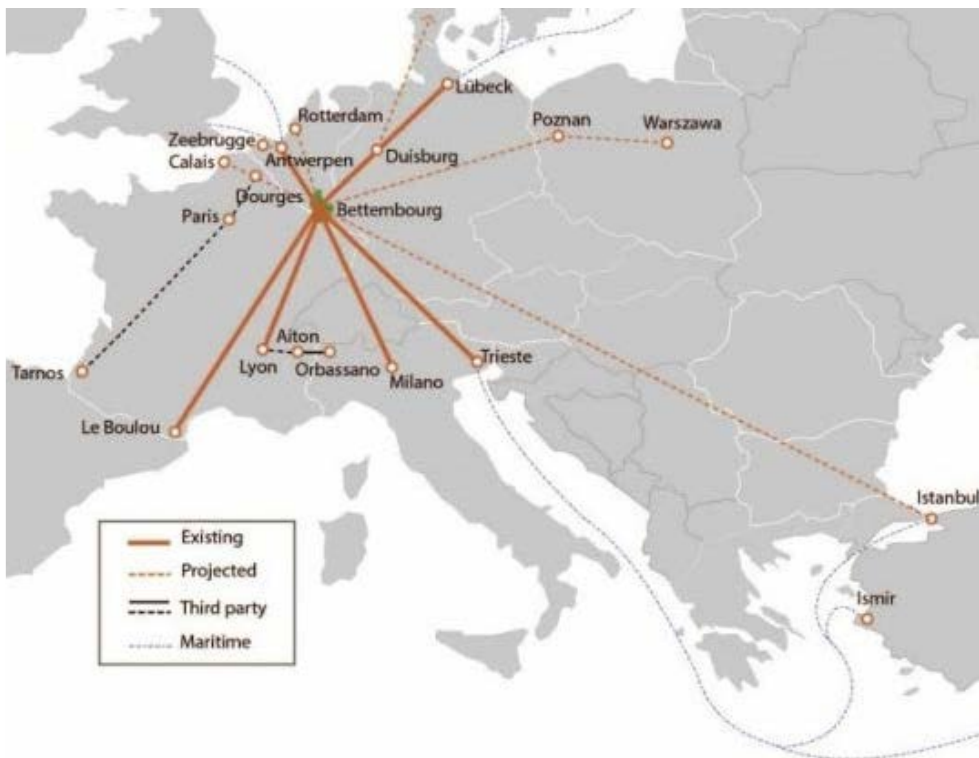 Lübeck
Rotterdam
Poznan
Warszawa
Zeebrugge
Antwerpen
Duisburg
Calais
Dourges
Bettembourg
Paris
Aiton
Lyon
Orbassano
Milano
Trieste
Tarnos
Le Boulou
Istanbul
Ismir
Existing
Projected
Third party
Maritime